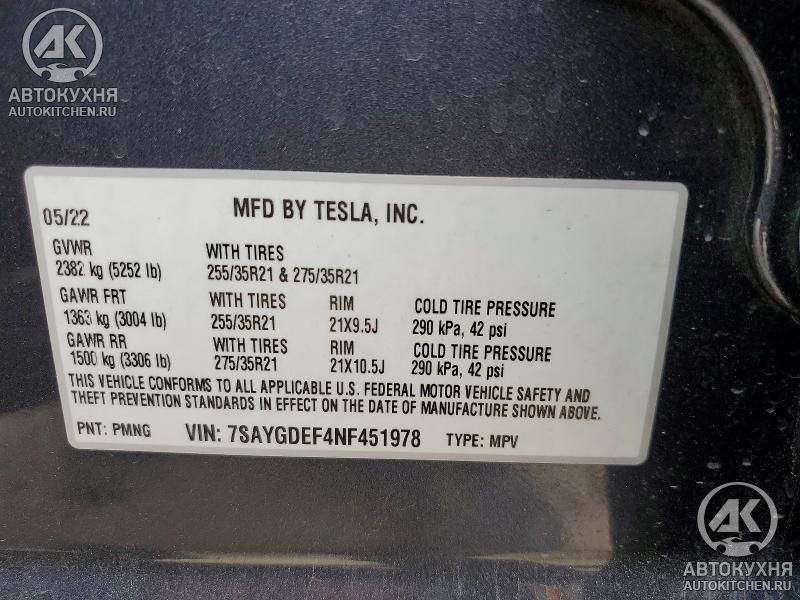 AK
АВТОКУХНЯ
AUTOKITCHEN.RU
05/22 MFD BY TESLA, INC.
GVWR WITH TIRES
2382 kg (5252 lb) 255/35R21 & 275/35R21
GAWR FRT WITH TIRES RIM COLD TIRE PRESSURE
1363 kg (3004 lb) 255/35R21 21X9.5J 290 kPa, 42 psi
GAWR RR WITH TIRES RIM COLD TIRE PRESSURE
1500 kg (3306 lb) 275/35R21 21X10.5J 290 kPa, 42 psi
THIS VEHICLE CONFORMS TO ALL APPLICABLE U.S. FEDERAL MOTOR VEHICLE SAFETY AND
THEFT PREVENTION STANDARDS IN EFFECT ON THE DATE OF MANUFACTURE SHOWN ABOVE.
PNT: PMNG VIN: 7SAYGDEF4NF451978 TYPE: MPV
AK
АВТОКУХНЯ
AUTOKITCHEN.RU